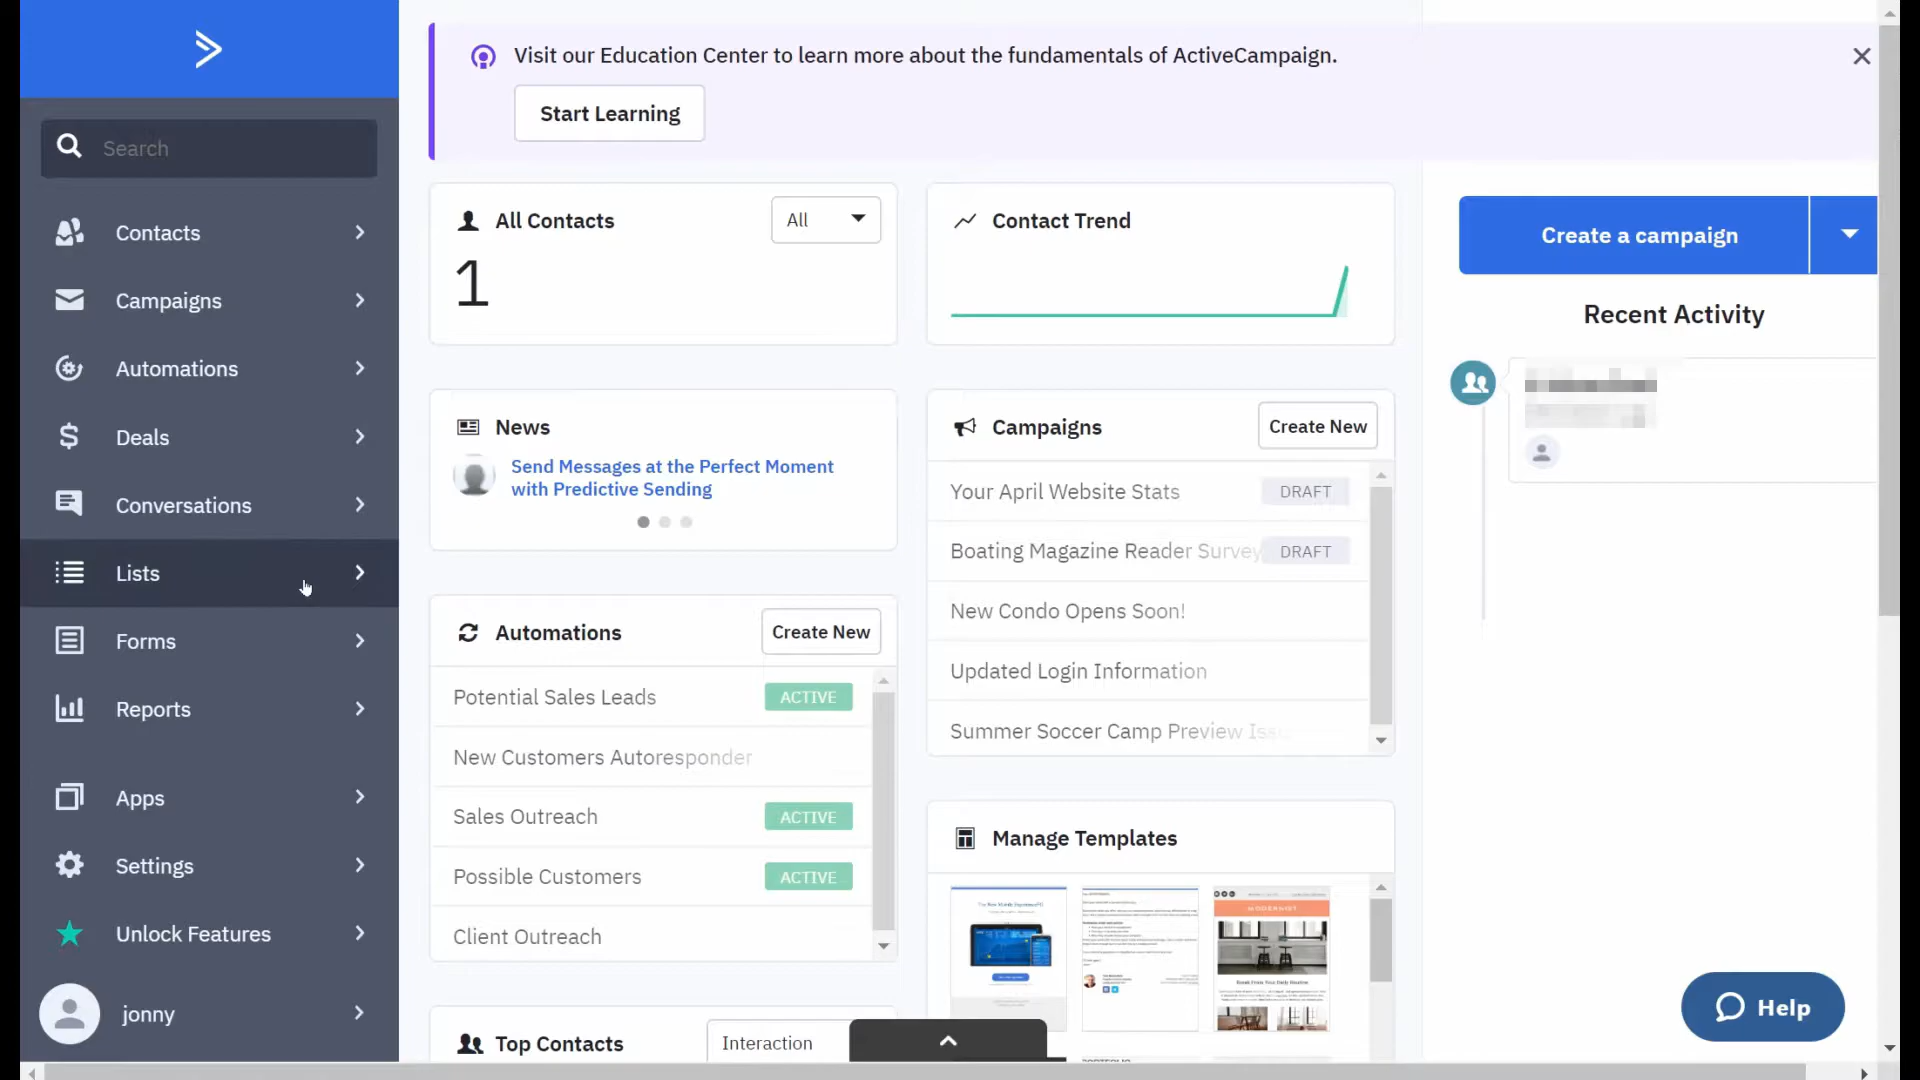 Visit our Education Center to learn more about the fundamentals of ActiveCampaign.
Start Learning
Search
Contacts
Campaigns
Automations
Deals
Conversations
Lists
Forms
Reports
Apps
Settings
Unlock Features
jonny
All Contacts
All
1
Contact Trend
News
Send Messages at the Perfect Moment
with Predictive Sending
Campaigns
Create New
Your April Website Stats DRAFT
Boating Magazine Reader Survey DRAFT
New Condo Opens Soon!
Updated Login Information
Summer Soccer Camp Preview
Automations
Create New
Potential Sales Leads ACTIVE
New Customers Autoresponder
Sales Outreach ACTIVE
Possible Customers ACTIVE
Client Outreach
Manage Templates
MODERNIST
Top Contacts
Interaction
Create a campaign
Recent Activity
Help